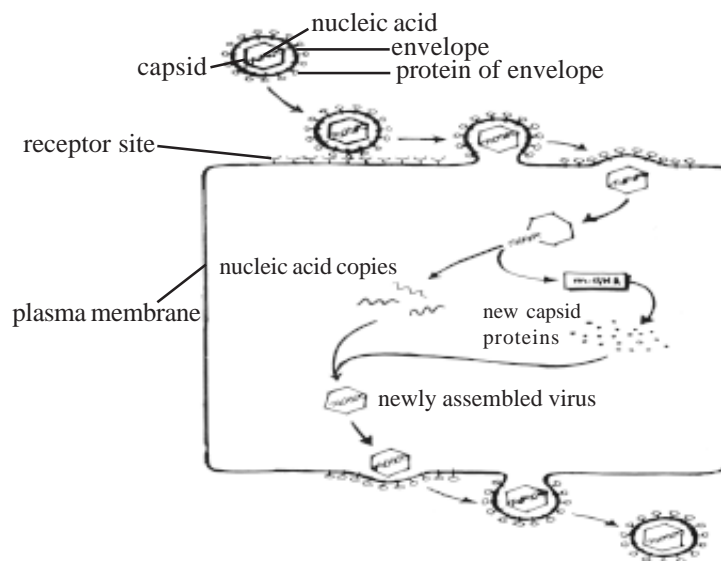 nucleic acid
envelope
capsid
protein of envelope
receptor site
nucleic acid copies
m-RNA
plasma membrane
new capsid
proteins
newly assembled virus